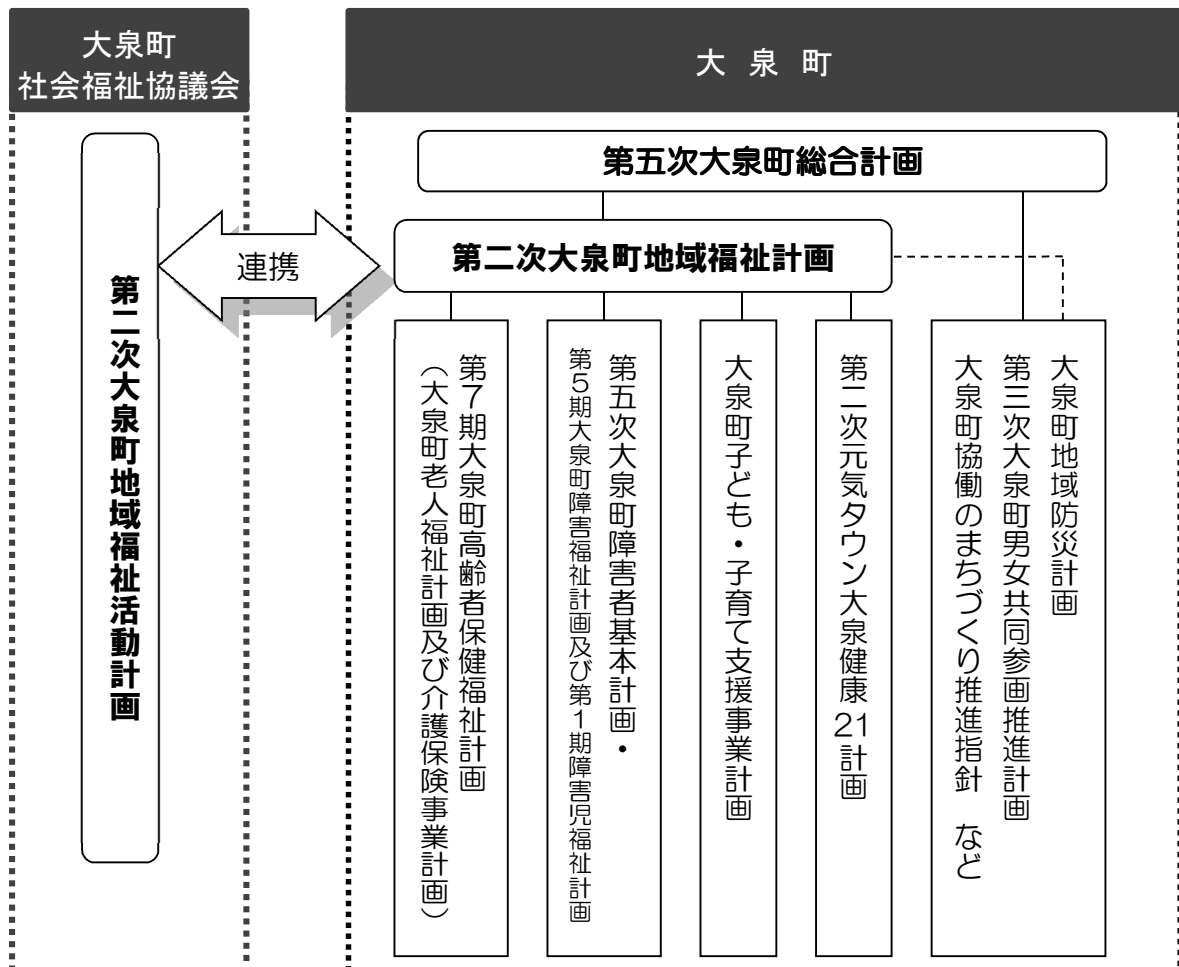 大泉町
社会福祉協議会
大泉町
第五次大泉町総合計画
第二次大泉町地域福祉計画
連携
第二次大泉町地域福祉活動計画
第7期大泉町高齢者保健福祉計画
(大泉町老人福祉計画及び介護保険事業計画)
第五次大泉町障害者基本計画・
第5期大泉町障害福祉計画及び第1期障害児福祉計画
大泉町子ども・子育て支援事業計画
第二次元気タウン大泉健康21計画
大泉町地域防災計画
第三次大泉町男女共同参画推進計画
大泉町協働のまちづくり推進指針 など